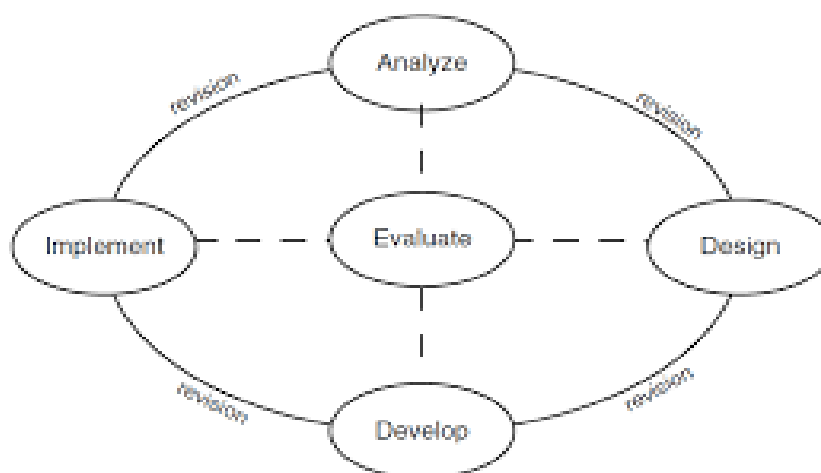 Analyze
revision
revision
Implement
Evaluate
Design
revision
revision
Develop